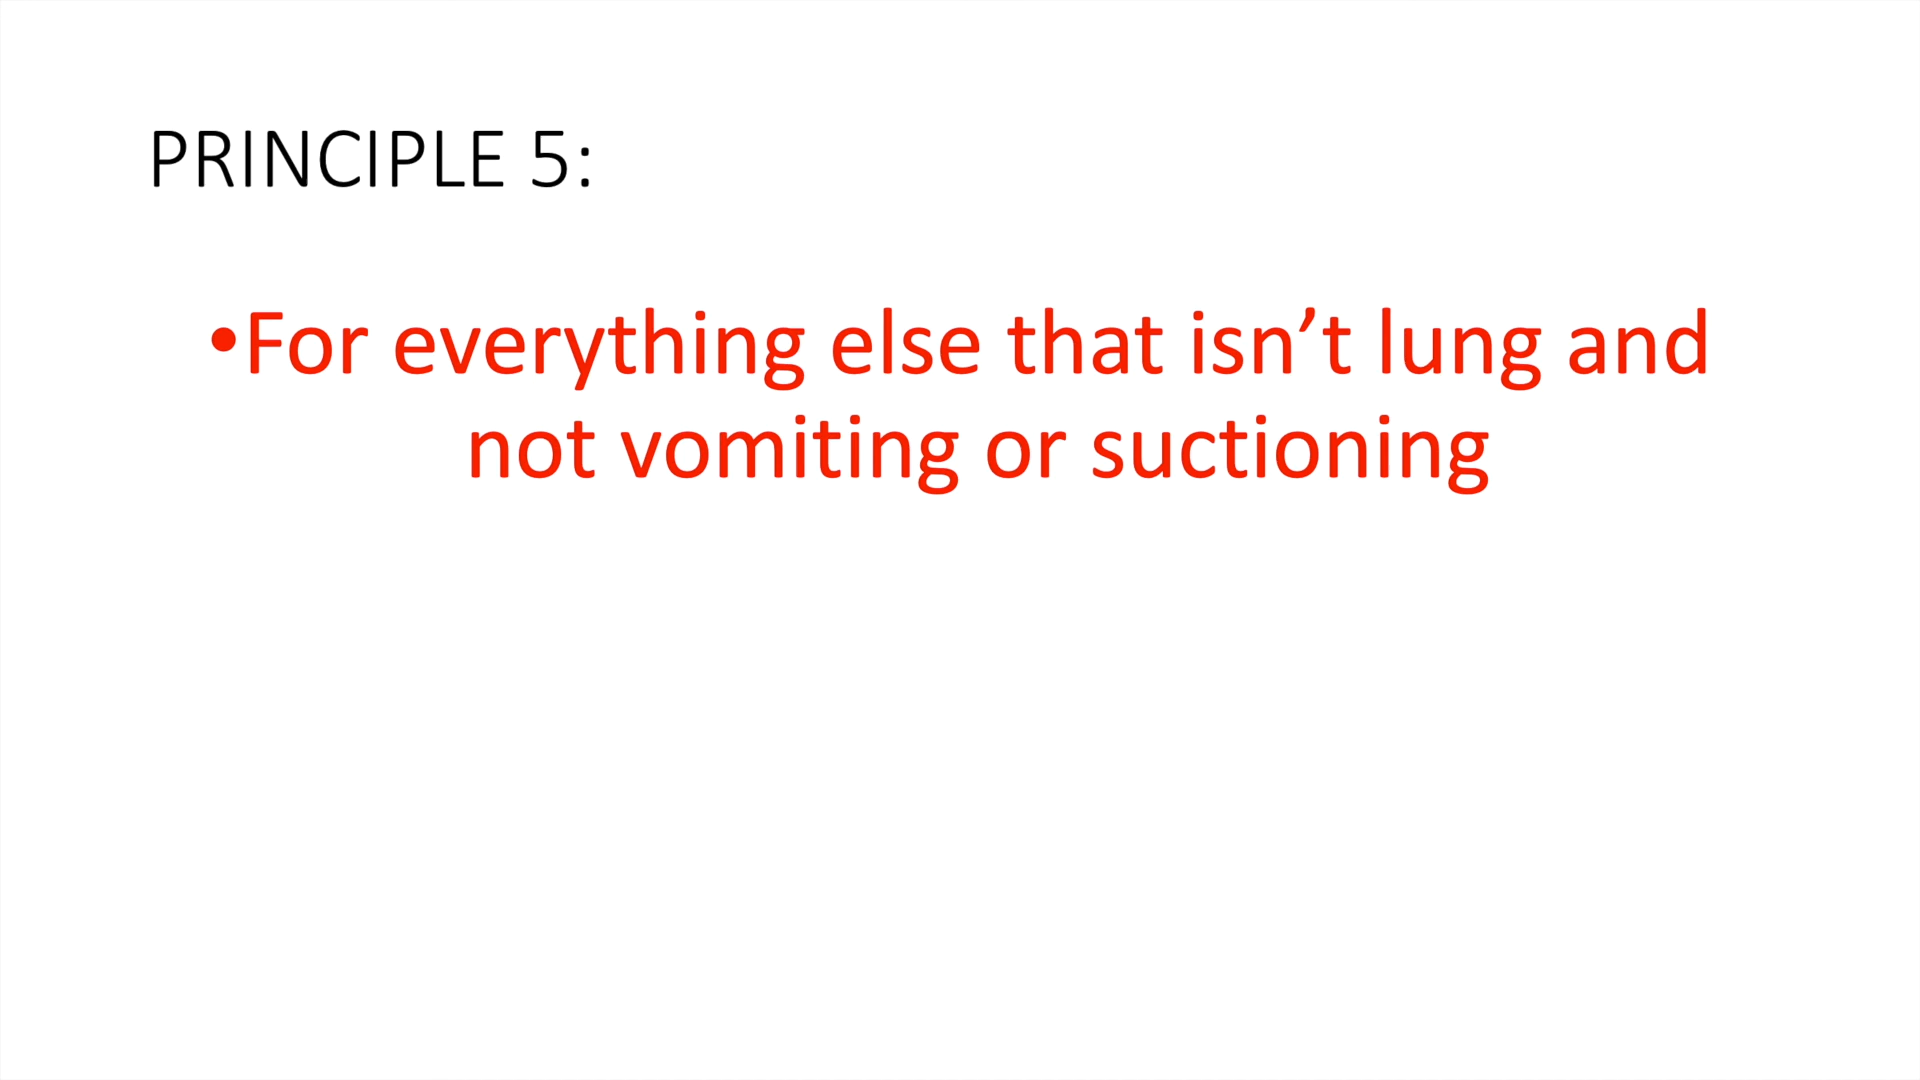 PRINCIPLE 5:
•For everything else that isn’t lung and
not vomiting or suctioning